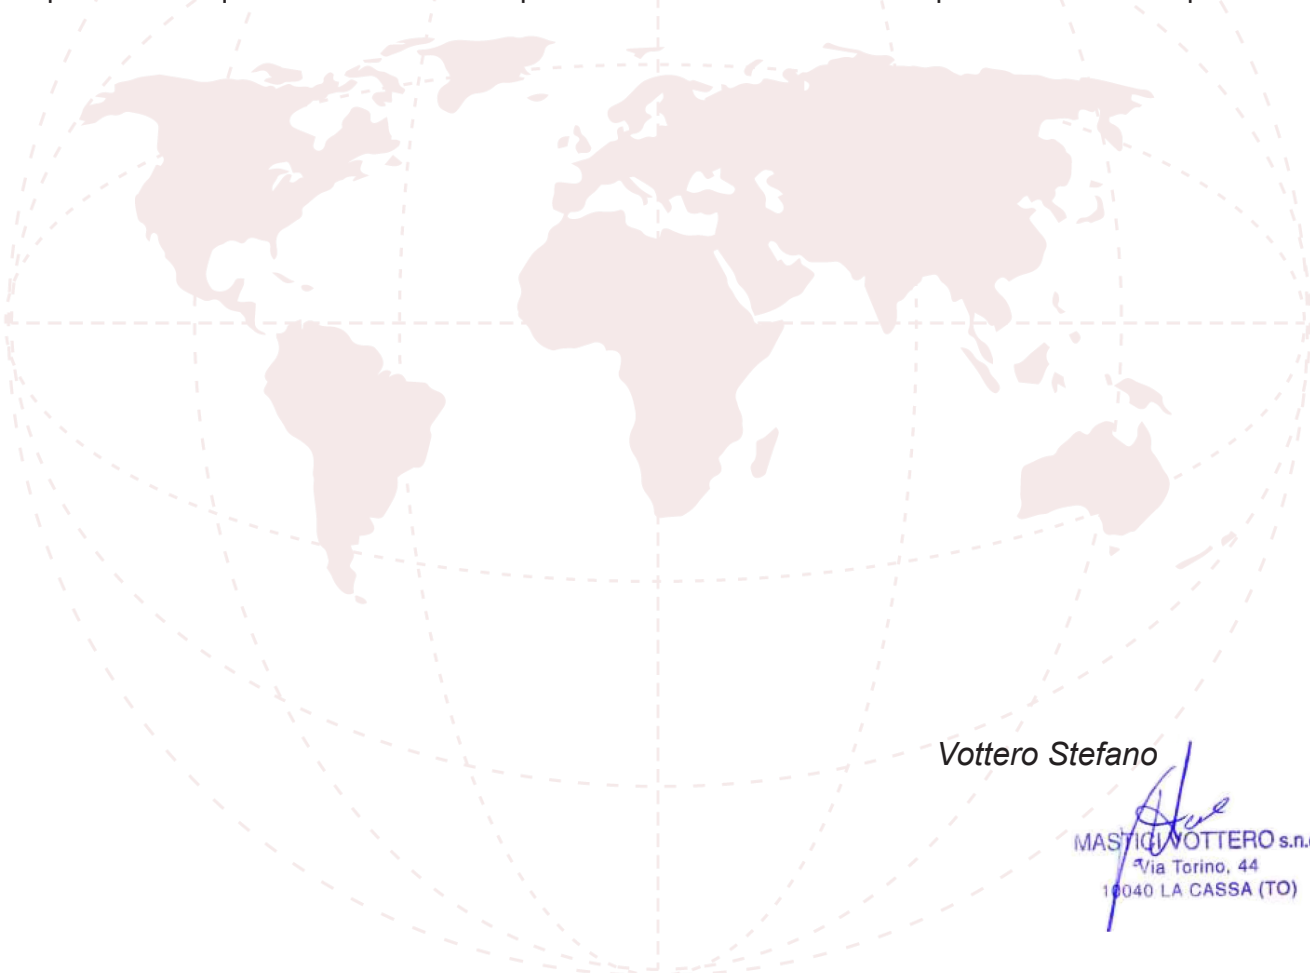 Vottero Stefano
MASTICI VOTTERO s.n.
Via Torino, 44
10040 LA CASSA (TO)